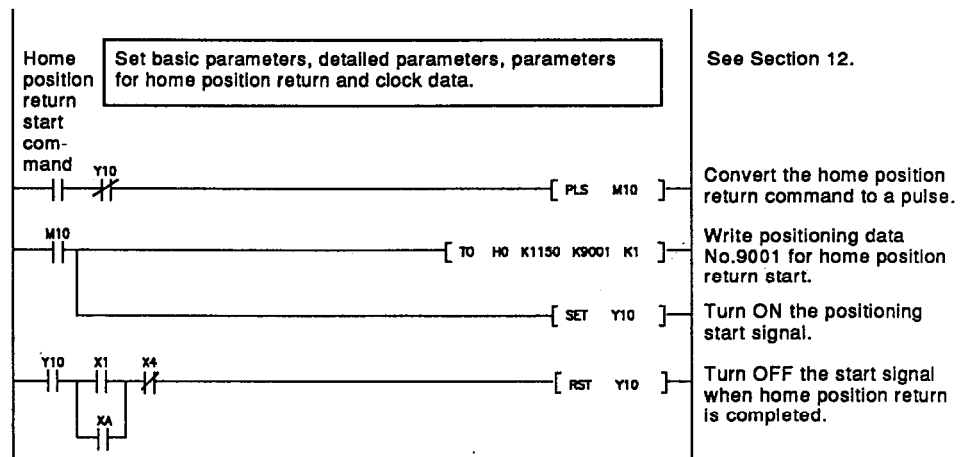 Home
position
return
start
com-
mand
Set basic parameters, detailed parameters, parameters
for home position return and clock data.
See Section 12.
Y10
[ PLS M10 ]
Convert the home position
return command to a pulse.
M10
[ TO H0 K1150 K9001 K1 ]
Write positioning data
No.9001 for home position
return start.
[ SET Y10 ]
Turn ON the positioning
start signal.
Y10 X1 X4
[ RST Y10 ]
XA
Turn OFF the start signal
when home position return
is completed.